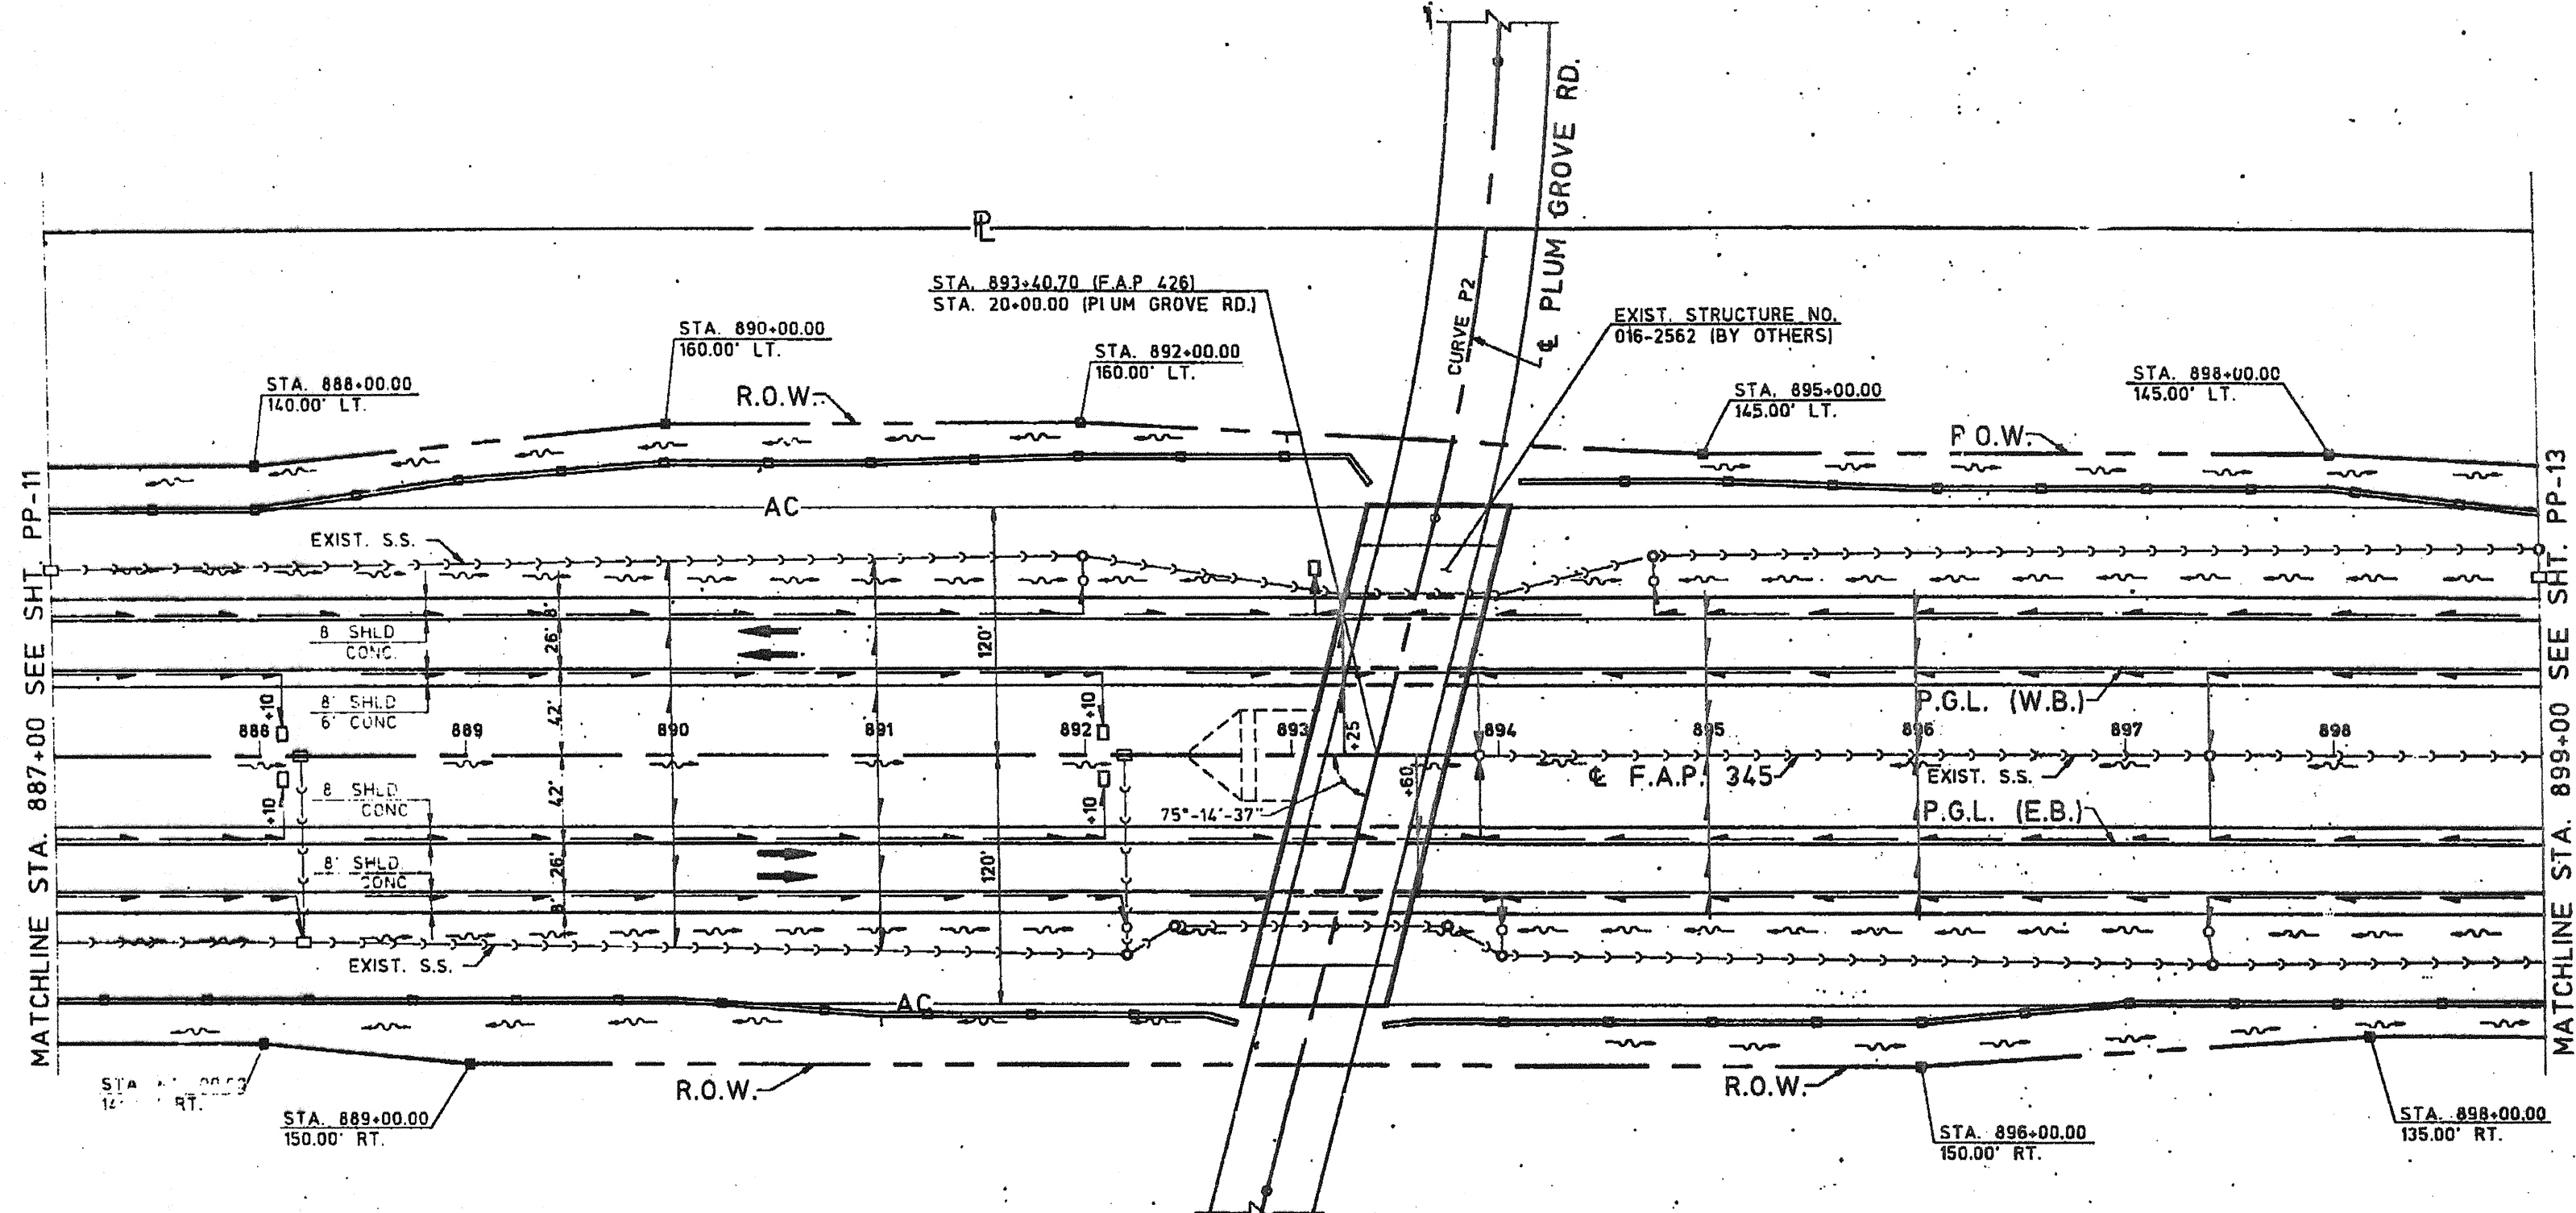 MATCHLINE STA. 887+00 SEE SHT. PP-11
PL
STA. 893+40.70 (F.A.P 426)
STA. 20+00.00 (PLUM GROVE RD.)
CURVE P2
℄ PLUM GROVE RD.
EXIST. STRUCTURE NO.
016-2562 (BY OTHERS)
STA. 888+00.00
140.00' LT.
STA. 890+00.00
160.00' LT.
R.O.W.
STA. 892+00.00
160.00' LT.
STA. 895+00.00
145.00' LT.
STA. 898+00.00
145.00' LT.
R.O.W.
AC
EXIST. S.S.
8 SHLD
CONC.
8' SHLD
6' CONC
8'
26'
42'
120'
+10
+10
888
889
890
891
892
893
894
895
896
897
898
+25
+60
P.G.L. (W.B.)
℄ F.A.P. 345
EXIST. S.S.
P.G.L. (E.B.)
75°-14'-37"
8 SHLD
CONC
8' SHLD
CONC
42'
26'
8'
120'
+10
+10
EXIST. S.S.
AC
STA
RT.
STA. 889+00.00
150.00' RT.
R.O.W.
R.O.W.
STA. 896+00.00
150.00' RT.
STA. 898+00.00
135.00' RT.
MATCHLINE STA. 899+00 SEE SHT. PP-13